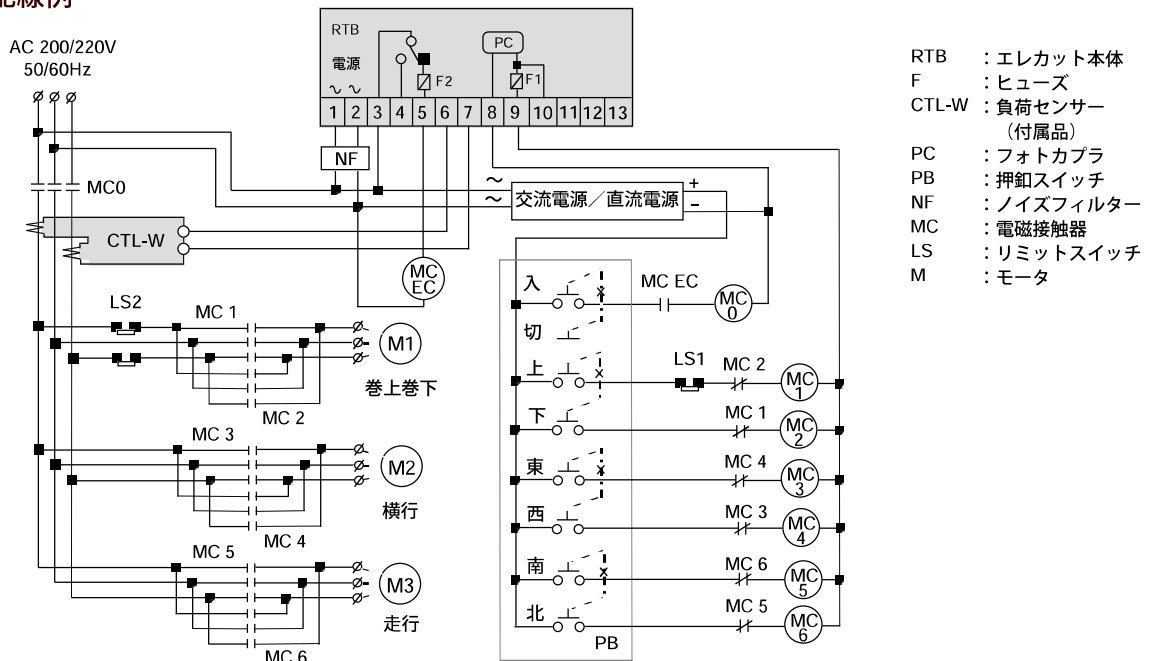 配線例
AC 200/220V
50/60Hz
RTB
電源
～ ～
F2
PC
F1
1 2 3 4 5 6 7 8 9 10 11 12 13
NF
MC0
CTL-W
～
～
交流電源／直流電源
+
−
MC
EC
LS2
MC 1
M1
巻上巻下
MC 2
MC 3
M2
横行
MC 4
MC 5
M3
走行
MC 6
入
MC EC
MC
0
切
上
LS1
MC 2
MC
1
下
MC 1
MC
2
東
MC 4
MC
3
西
MC 3
MC
4
南
MC 6
MC
5
北
MC 5
MC
6
PB
RTB ：エレカット本体
F ：ヒューズ
CTL-W ：負荷センサー
（付属品）
PC ：フォトカプラ
PB ：押釦スイッチ
NF ：ノイズフィルター
MC ：電磁接触器
LS ：リミットスイッチ
M ：モータ